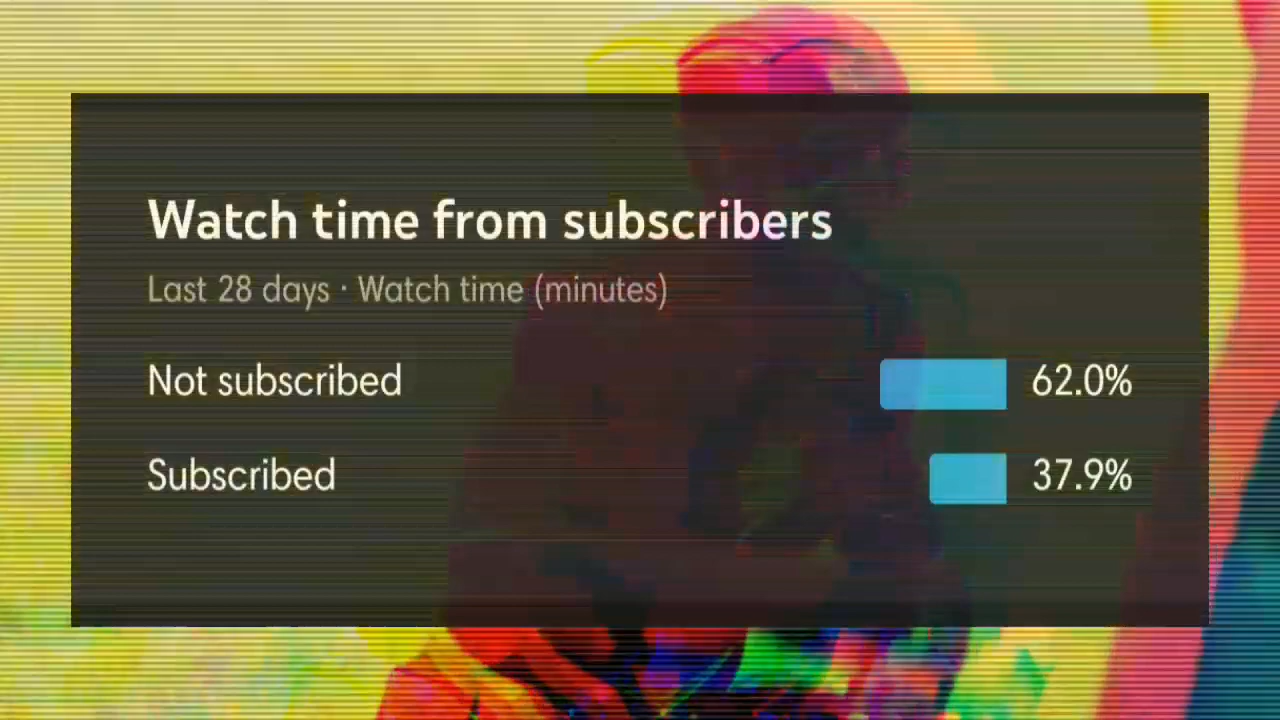 Watch time from subscribers
Last 28 days · Watch time (minutes)
Not subscribed 62.0%
Subscribed 37.9%